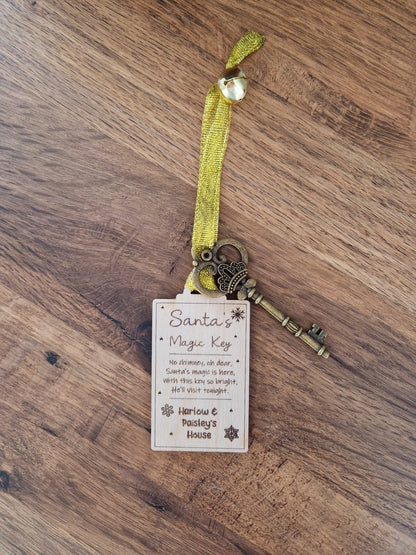 Santa's
Magic Key
No chimney, oh dear,
Santa's magic is here,
With this key so bright,
He'll visit tonight.
Harlow &
Paisley's
House